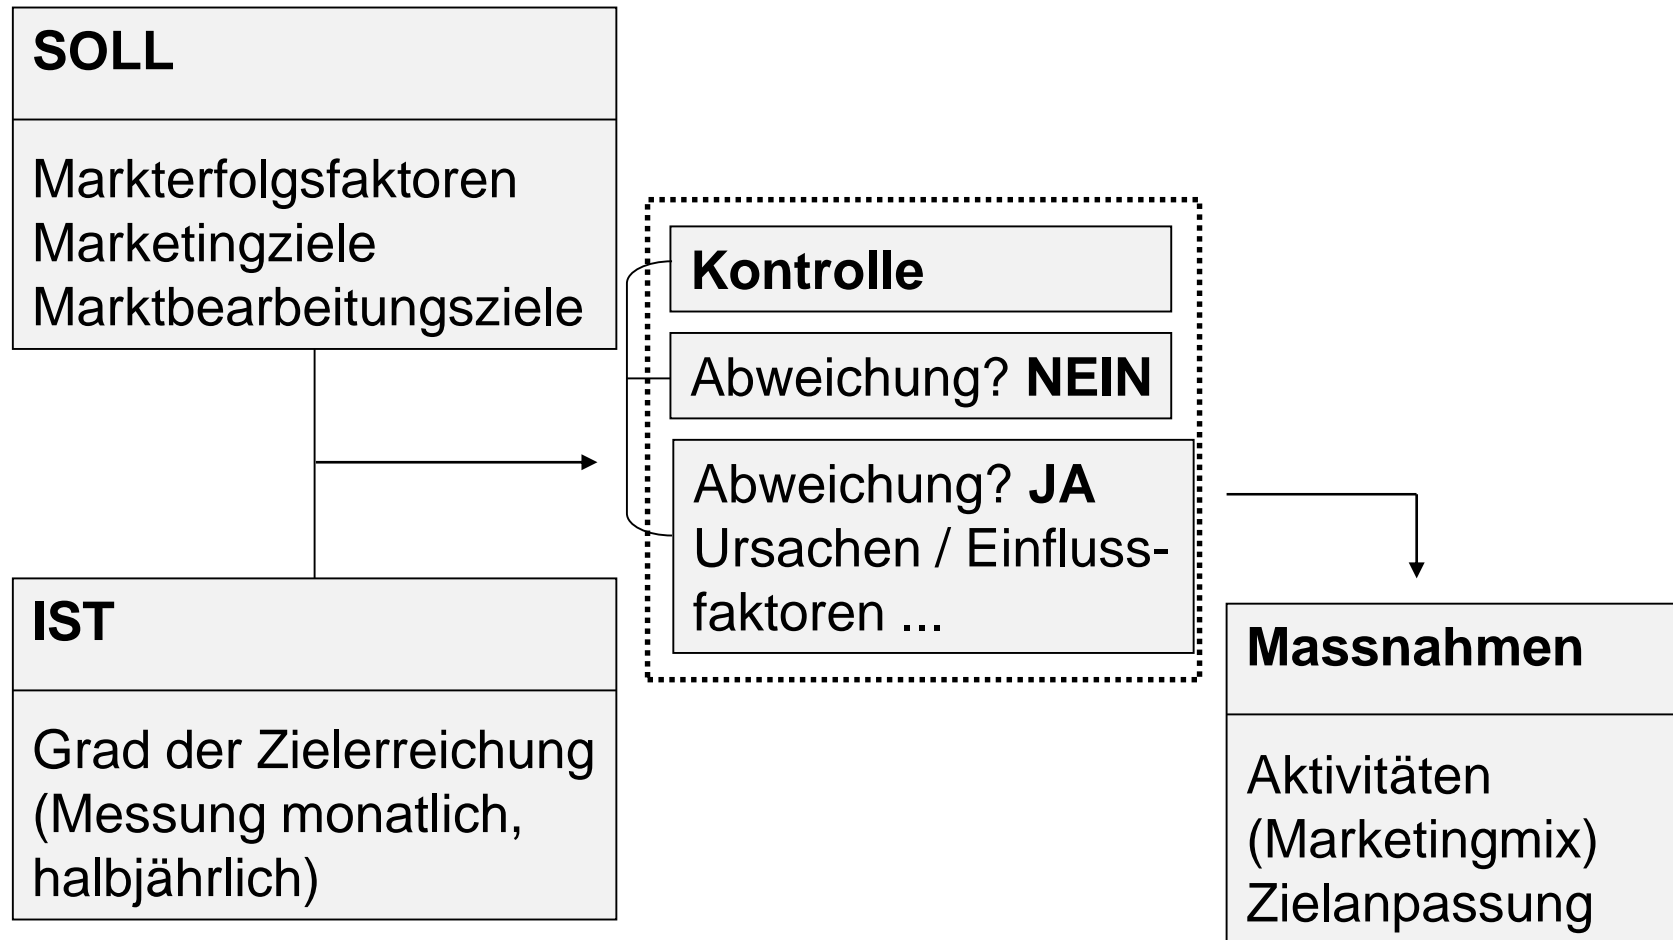 SOLL
Markterfolgsfaktoren
Marketingziele
Marktbearbeitungsziele
Kontrolle
Abweichung? NEIN
Abweichung? JA
Ursachen / Einfluss-
faktoren ...
IST
Grad der Zielerreichung
(Messung monatlich,
halbjährlich)
Massnahmen
Aktivitäten
(Marketingmix)
Zielanpassung